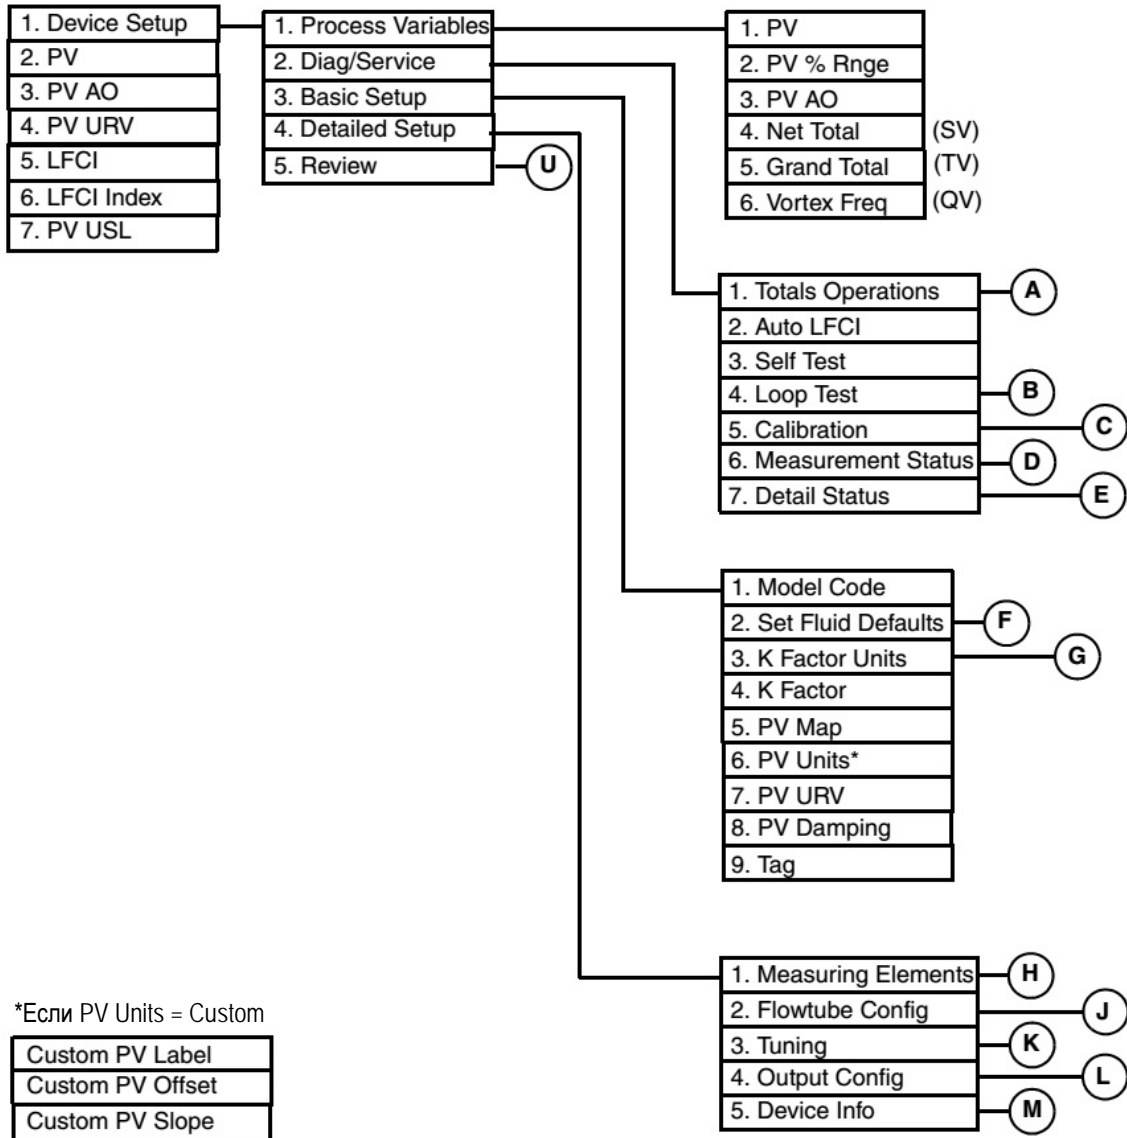 1. Device Setup
2. PV
3. PV AO
4. PV URV
5. LFCI
6. LFCI Index
7. PV USL
1. Process Variables
2. Diag/Service
3. Basic Setup
4. Detailed Setup
5. Review
U
1. PV
2. PV % Rnge
3. PV AO
4. Net Total (SV)
5. Grand Total (TV)
6. Vortex Freq (QV)
1. Totals Operations A
2. Auto LFCI
3. Self Test
4. Loop Test B
5. Calibration C
6. Measurement Status D
7. Detail Status E
1. Model Code
2. Set Fluid Defaults F
3. K Factor Units G
4. K Factor
5. PV Map
6. PV Units*
7. PV URV
8. PV Damping
9. Tag
1. Measuring Elements H
2. Flowtube Config J
3. Tuning K
4. Output Config L
5. Device Info M
*Если PV Units = Custom
Custom PV Label
Custom PV Offset
Custom PV Slope